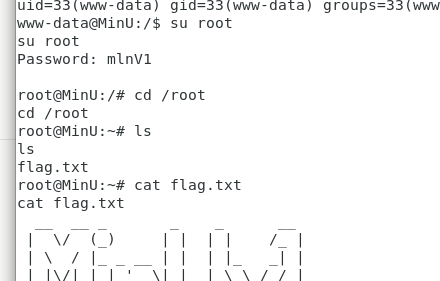 uid=33(www-data) gid=33(www-data) groups=33(www
www-data@MinU:/$ su root
su root
Password: mlnV1
root@MinU:/# cd /root
cd /root
root@MinU:~# ls
ls
flag.txt
root@MinU:~# cat flag.txt
cat flag.txt